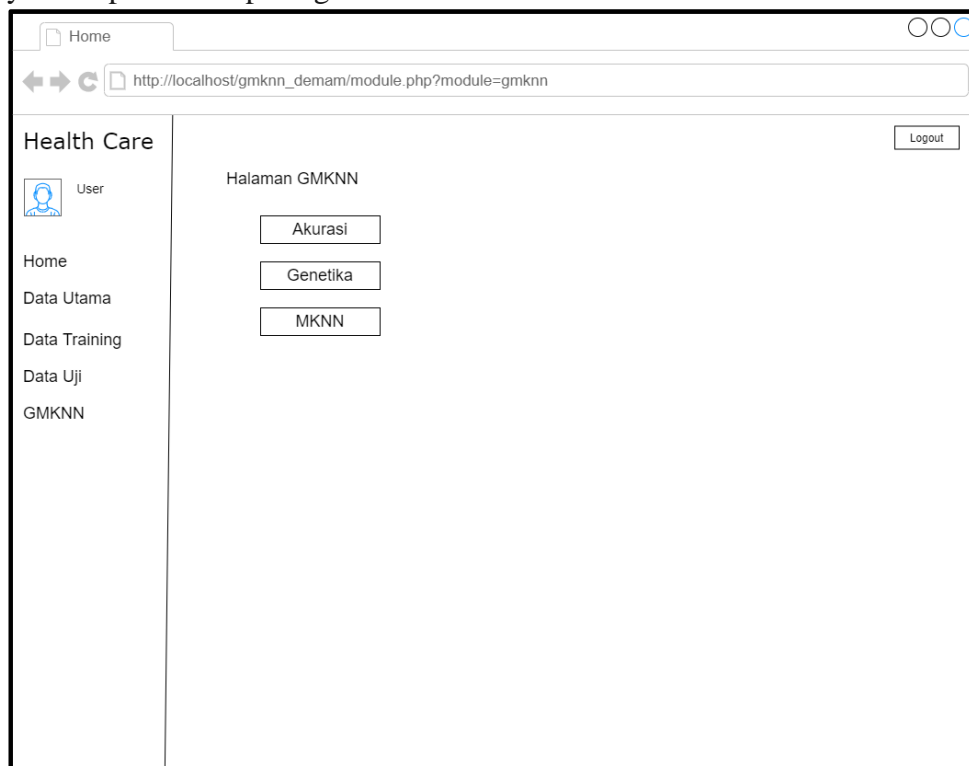 Home
http://localhost/gmknn_demam/module.php?module=gmknn
Health Care
Logout
User
Halaman GMKNN
Akurasi
Genetika
MKNN
Home
Data Utama
Data Training
Data Uji
GMKNN